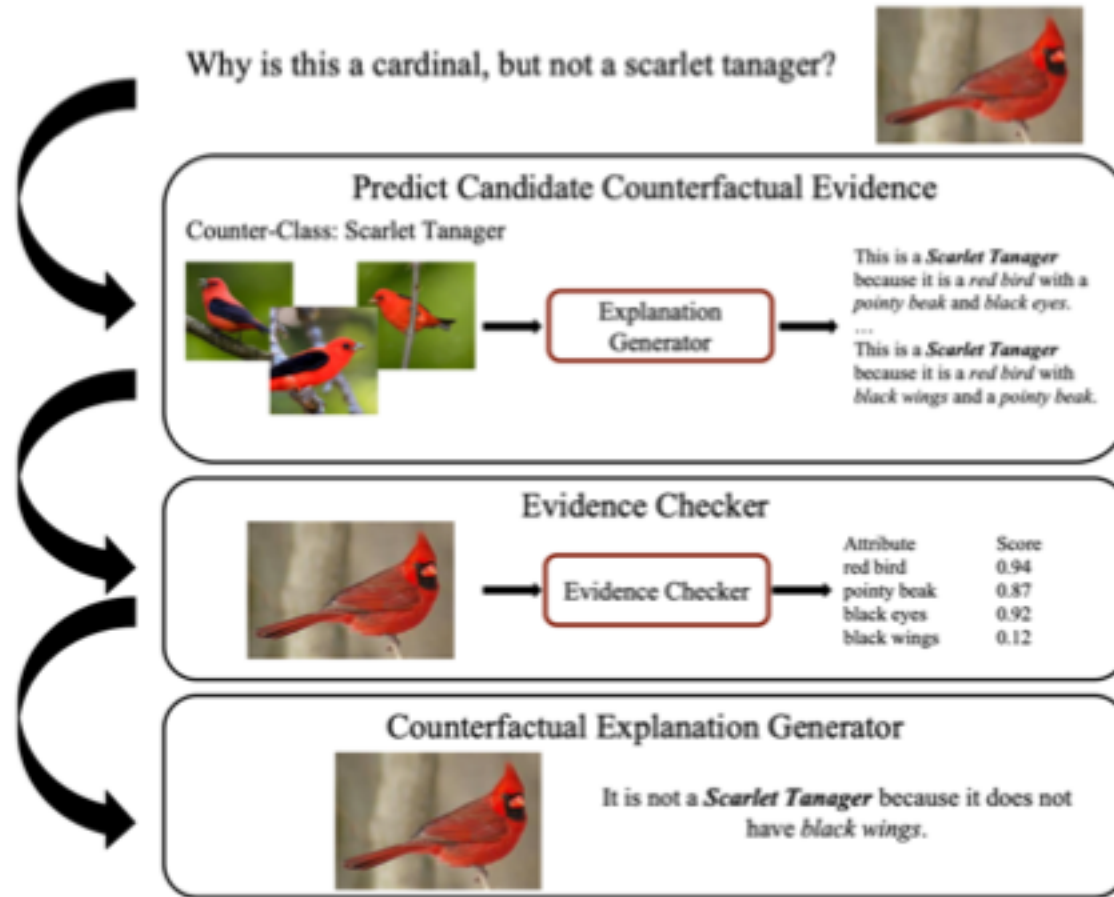 Why is this a cardinal, but not a scarlet tanager?
Predict Candidate Counterfactual Evidence
Counter-Class: Scarlet Tanager
Explanation
Generator
This is a Scarlet Tanager
because it is a red bird with a
pointy beak and black eyes.
...
This is a Scarlet Tanager
because it is a red bird with
black wings and a pointy beak.
Evidence Checker
Evidence Checker
Attribute Score
red bird 0.94
pointy beak 0.87
black eyes 0.92
black wings 0.12
Counterfactual Explanation Generator
It is not a Scarlet Tanager because it does not
have black wings.